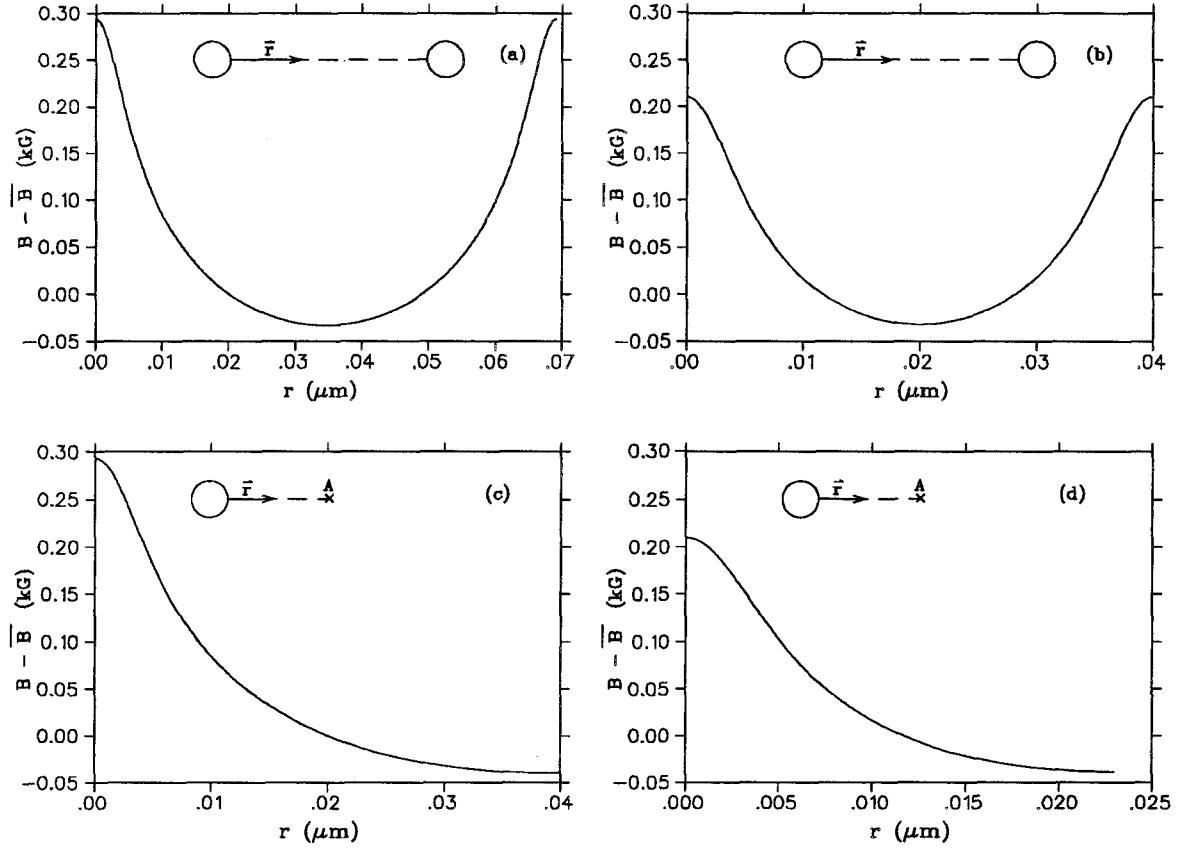 0.30
0.25
0.20
0.15
0.10
0.05
0.00
−0.05
B − B̅ (kG)
r⃗
(a)
.00 .01 .02 .03 .04 .05 .06 .07
r (μm)
0.30
0.25
0.20
0.15
0.10
0.05
0.00
−0.05
B − B̅ (kG)
r⃗
(b)
.00 .01 .02 .03 .04
r (μm)
0.30
0.25
0.20
0.15
0.10
0.05
0.00
−0.05
B − B̅ (kG)
r⃗
A
(c)
.00 .01 .02 .03 .04
r (μm)
0.30
0.25
0.20
0.15
0.10
0.05
0.00
−0.05
B − B̅ (kG)
r⃗
A
(d)
.000 .005 .010 .015 .020 .025
r (μm)